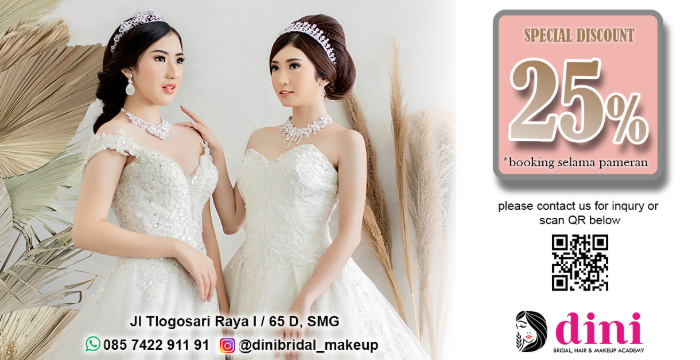 SPECIAL DISCOUNT
25%
*booking selama pameran
please contact us for inqury or
scan QR below
Jl Tlogosari Raya I / 65 D, SMG
085 7422 911 91 @dinibridal_makeup
dini
BRIDAL, HAIR & MAKEUP ACADEMY